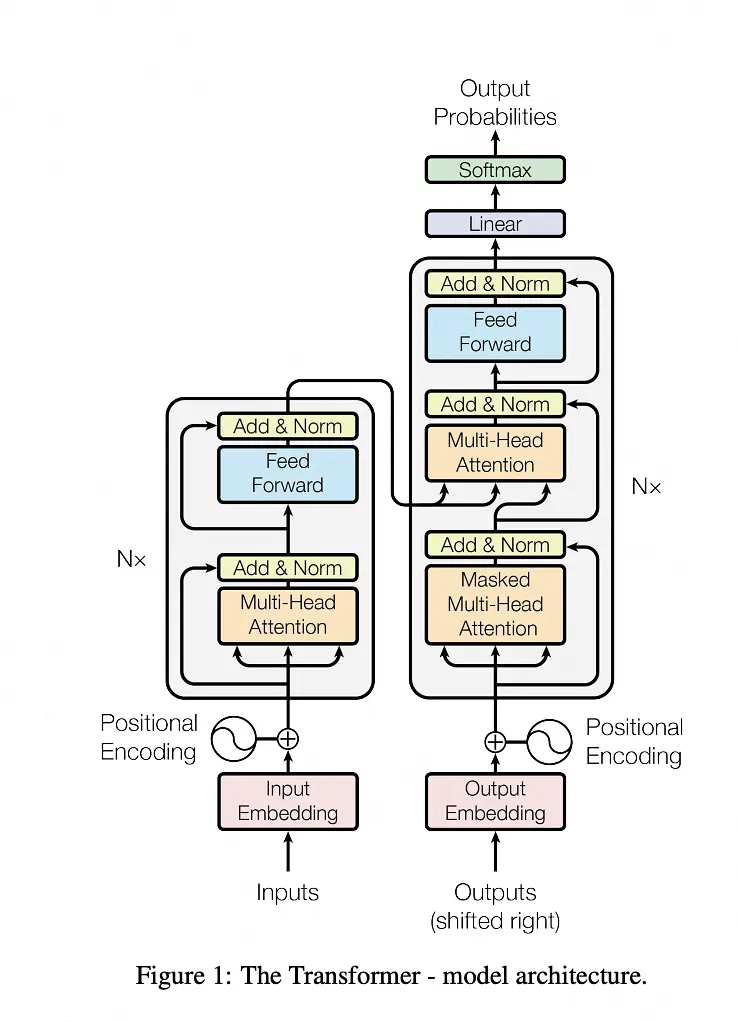 Output
Probabilities
Softmax
Linear
Add & Norm
Feed
Forward
Add & Norm
Multi-Head
Attention
Add & Norm
Masked
Multi-Head
Attention
Nx
Positional
Encoding
Output
Embedding
Outputs
(shifted right)
Add & Norm
Feed
Forward
Add & Norm
Multi-Head
Attention
Nx
Positional
Encoding
Input
Embedding
Inputs
Figure 1: The Transformer - model architecture.